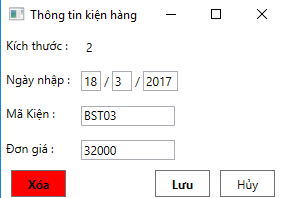 Thông tin kiện hàng
Kích thước : 2
Ngày nhập : 18 / 3 / 2017
Mã Kiện : BST03
Đơn giá : 32000
Xóa Lưu Hủy